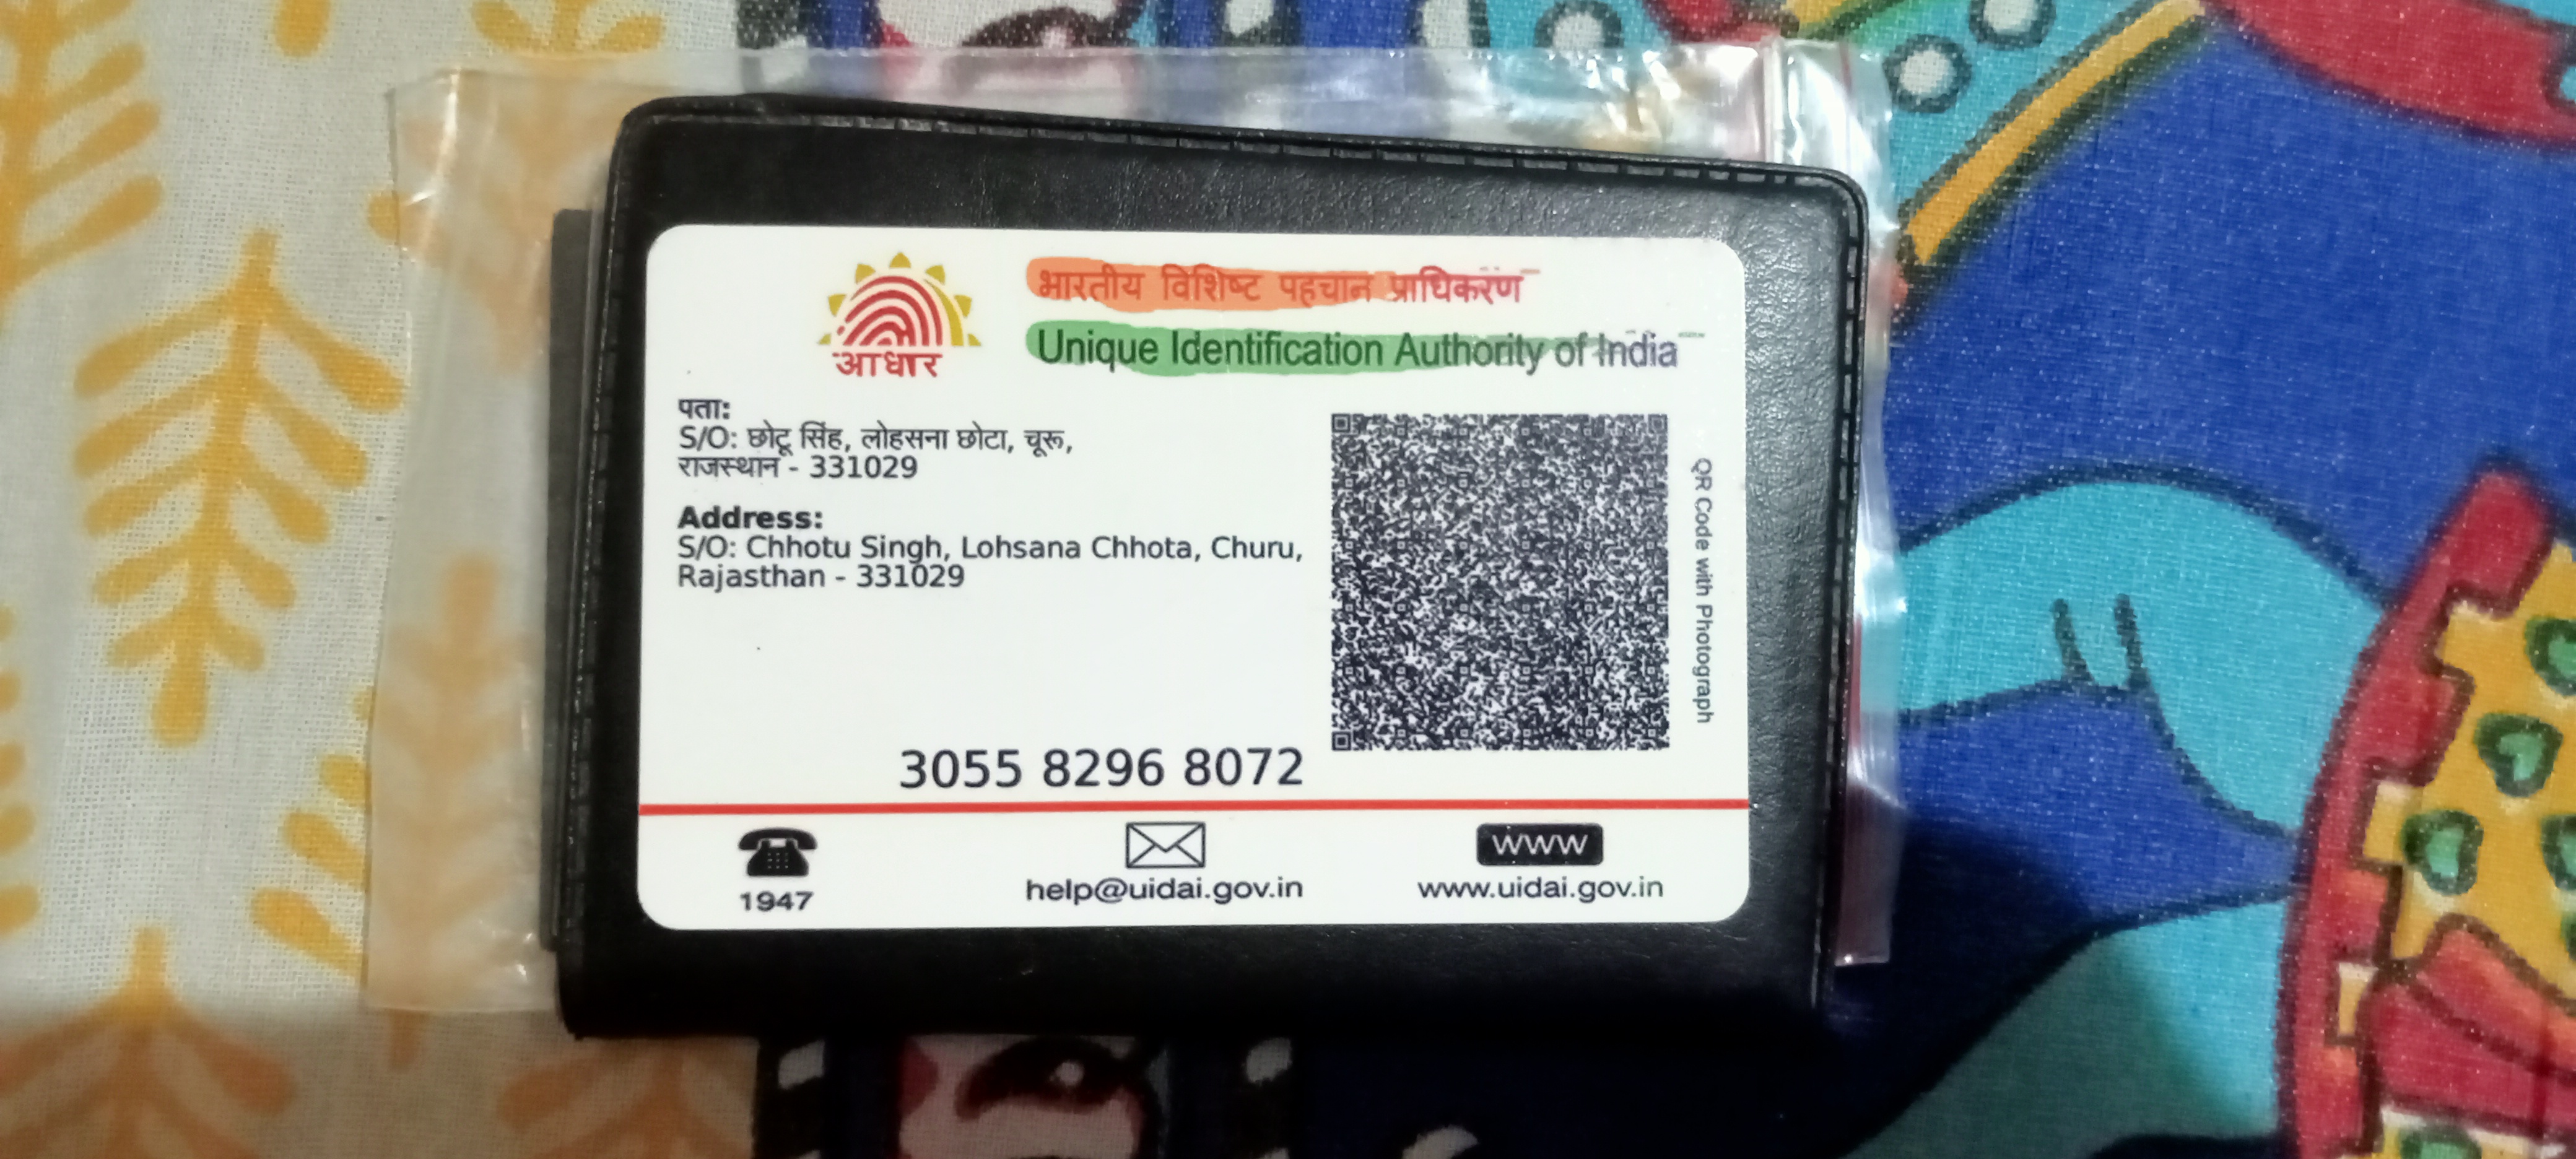 आधार
भारतीय विशिष्ट पहचान प्राधिकरण
Unique Identification Authority of India
पता:
S/O: छोटू सिंह, लोहसना छोटा, चूरू,
राजस्थान - 331029
Address:
S/O: Chhotu Singh, Lohsana Chhota, Churu,
Rajasthan - 331029
QR Code with Photograph
3055 8296 8072
1947
help@uidai.gov.in
www
www.uidai.gov.in